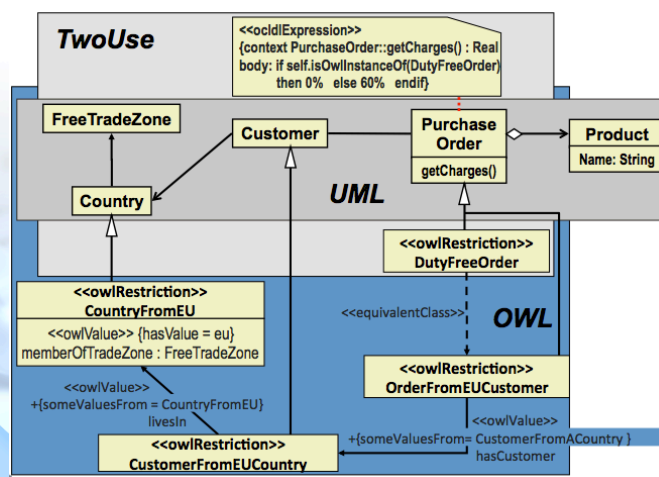 TwoUse
<<ocldlExpression>>
{context PurchaseOrder::getCharges() : Real
body: if self.isOwlInstanceOf(DutyFreeOrder)
then 0% else 60% endif}
FreeTradeZone
Customer
Purchase
Order
getCharges()
Product
Name: String
Country
UML
<<owlRestriction>>
DutyFreeOrder
<<owlRestriction>>
CountryFromEU
<<owlValue>> {hasValue = eu}
memberOfTradeZone : FreeTradeZone
<<equivalentClass>>
OWL
<<owlRestriction>>
OrderFromEUCustomer
<<owlValue>>
+{someValuesFrom = CountryFromEU}
livesIn
<<owlValue>>
+{someValuesFrom= CustomerFromACountry }
hasCustomer
<<owlRestriction>>
CustomerFromEUCountry